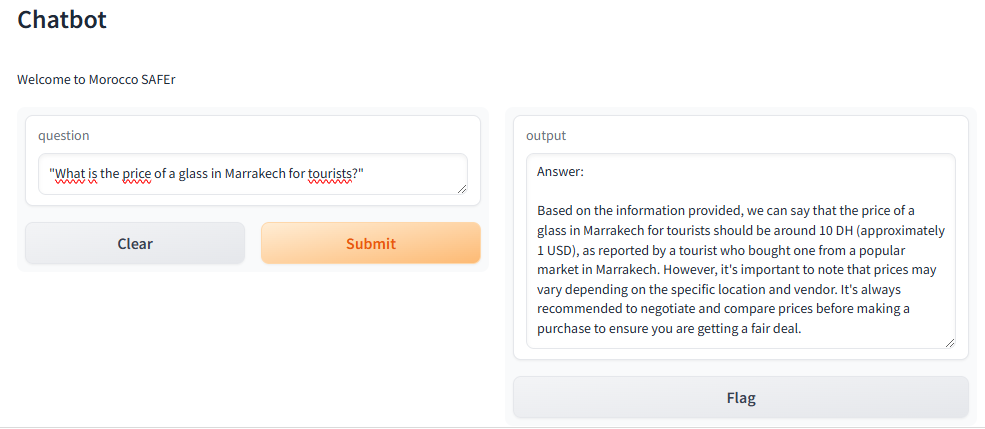 Chatbot
Welcome to Morocco SAFEr
question
"What is the price of a glass in Marrakech for tourists?"
Clear
Submit
output
Answer:
Based on the information provided, we can say that the price of a
glass in Marrakech for tourists should be around 10 DH (approximately
1 USD), as reported by a tourist who bought one from a popular
market in Marrakech. However, it's important to note that prices may
vary depending on the specific location and vendor. It's always
recommended to negotiate and compare prices before making a
purchase to ensure you are getting a fair deal.
Flag